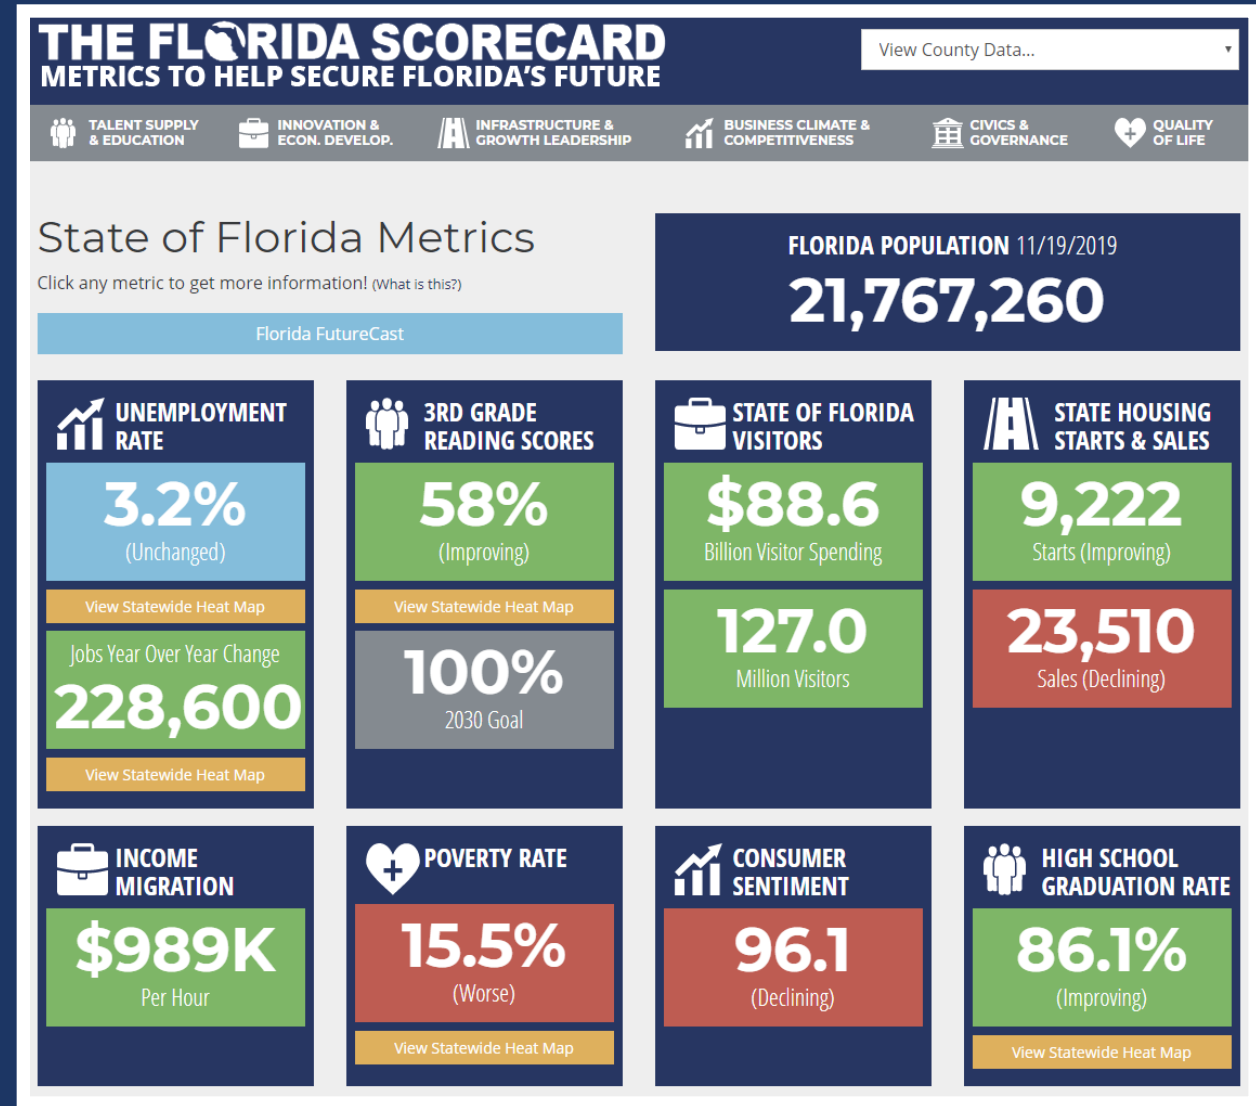 THE FLORIDA SCORECARD
METRICS TO HELP SECURE FLORIDA'S FUTURE
View County Data...
TALENT SUPPLY
& EDUCATION
INNOVATION &
ECON. DEVELOP.
INFRASTRUCTURE &
GROWTH LEADERSHIP
BUSINESS CLIMATE &
COMPETITIVENESS
CIVICS &
GOVERNANCE
QUALITY
OF LIFE
State of Florida Metrics
Click any metric to get more information! (What is this?)
Florida FutureCast
FLORIDA POPULATION 11/19/2019
21,767,260
UNEMPLOYMENT
RATE
3.2%
(Unchanged)
View Statewide Heat Map
Jobs Year Over Year Change
228,600
View Statewide Heat Map
3RD GRADE
READING SCORES
58%
(Improving)
View Statewide Heat Map
100%
2030 Goal
STATE OF FLORIDA
VISITORS
$88.6
Billion Visitor Spending
127.0
Million Visitors
STATE HOUSING
STARTS & SALES
9,222
Starts (Improving)
23,510
Sales (Declining)
INCOME
MIGRATION
$989K
Per Hour
POVERTY RATE
15.5%
(Worse)
View Statewide Heat Map
CONSUMER
SENTIMENT
96.1
(Declining)
HIGH SCHOOL
GRADUATION RATE
86.1%
(Improving)
View Statewide Heat Map